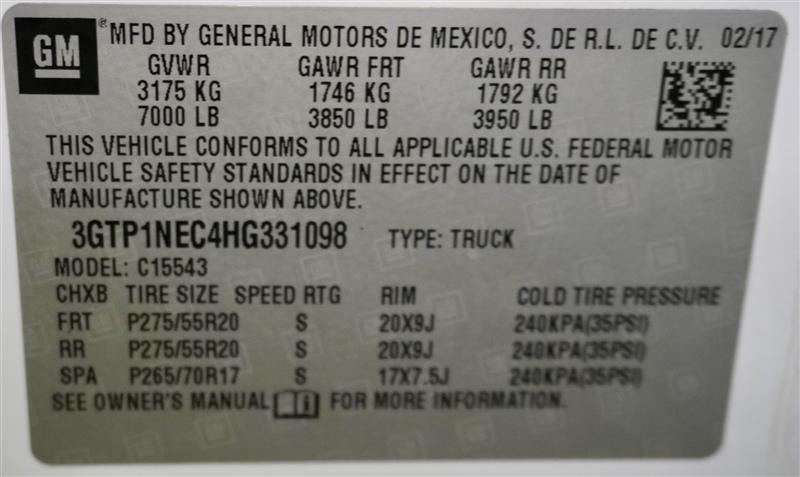 GM ® MFD BY GENERAL MOTORS DE MEXICO, S. DE R.L. DE C.V. 02/17
GVWR GAWR FRT GAWR RR
3175 KG 1746 KG 1792 KG
7000 LB 3850 LB 3950 LB
THIS VEHICLE CONFORMS TO ALL APPLICABLE U.S. FEDERAL MOTOR
VEHICLE SAFETY STANDARDS IN EFFECT ON THE DATE OF
MANUFACTURE SHOWN ABOVE.
3GTP1NEC4HG331098 TYPE: TRUCK
MODEL: C15543
CHXB TIRE SIZE SPEED RTG RIM COLD TIRE PRESSURE
FRT P275/55R20 S 20X9J 240KPA(35PSI)
RR P275/55R20 S 20X9J 240KPA(35PSI)
SPA P265/70R17 S 17X7.5J 240KPA(35PSI)
SEE OWNER'S MANUAL i FOR MORE INFORMATION.